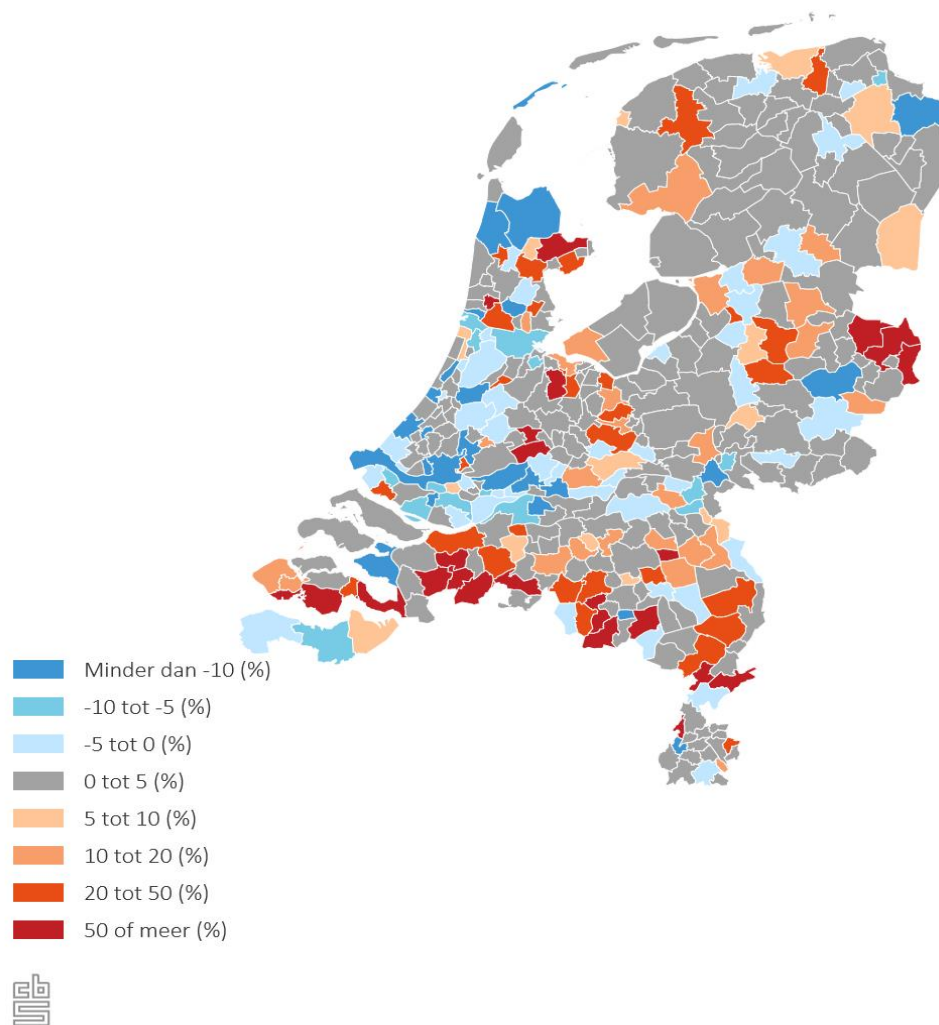 Minder dan -10 (%)
-10 tot -5 (%)
-5 tot 0 (%)
0 tot 5 (%)
5 tot 10 (%)
10 tot 20 (%)
20 tot 50 (%)
50 of meer (%)
cbs